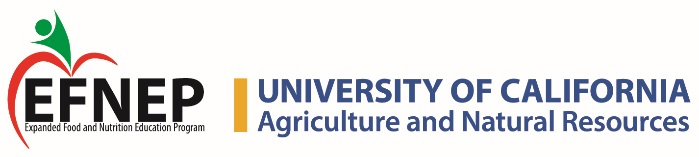 EFNEP
Expanded Food and Nutrition Education Program
UNIVERSITY OF CALIFORNIA
Agriculture and Natural Resources